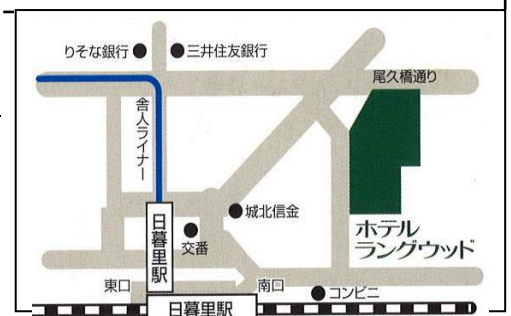 りそな銀行
三井住友銀行
尾久橋通り
舎人ライナー
城北信金
日暮里駅
交番
ホテル
ラングウッド
東口
南口
コンビニ
日暮里駅